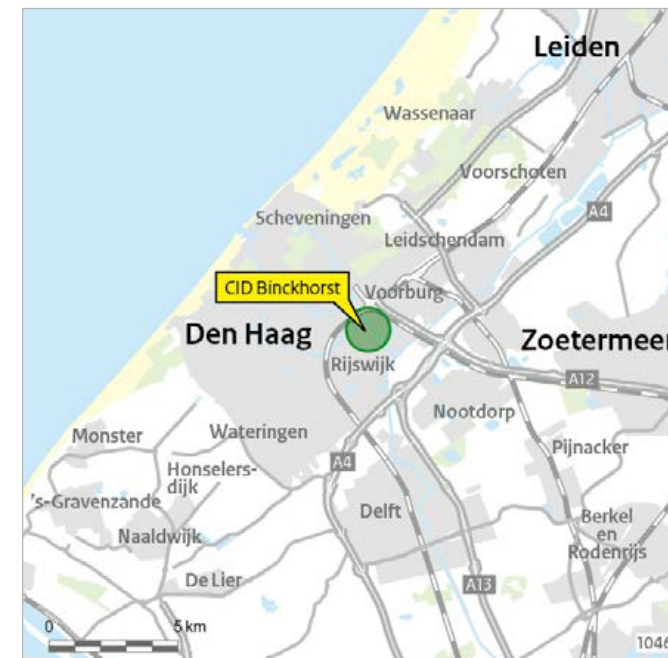 Leiden
Wassenaar
Voorschoten
A4
Scheveningen
Leidschendam
CID Binckhorst
Voorburg
Den Haag
Zoetermeer
Rijswijk
A12
Nootdorp
Monster
Wateringen
Pijnacker
Honselers-
dijk
A4
's-Gravenzande
Delft
Naaldwijk
Berkel
en
Rodenrijs
De Lier
A13
0
5 km
1046